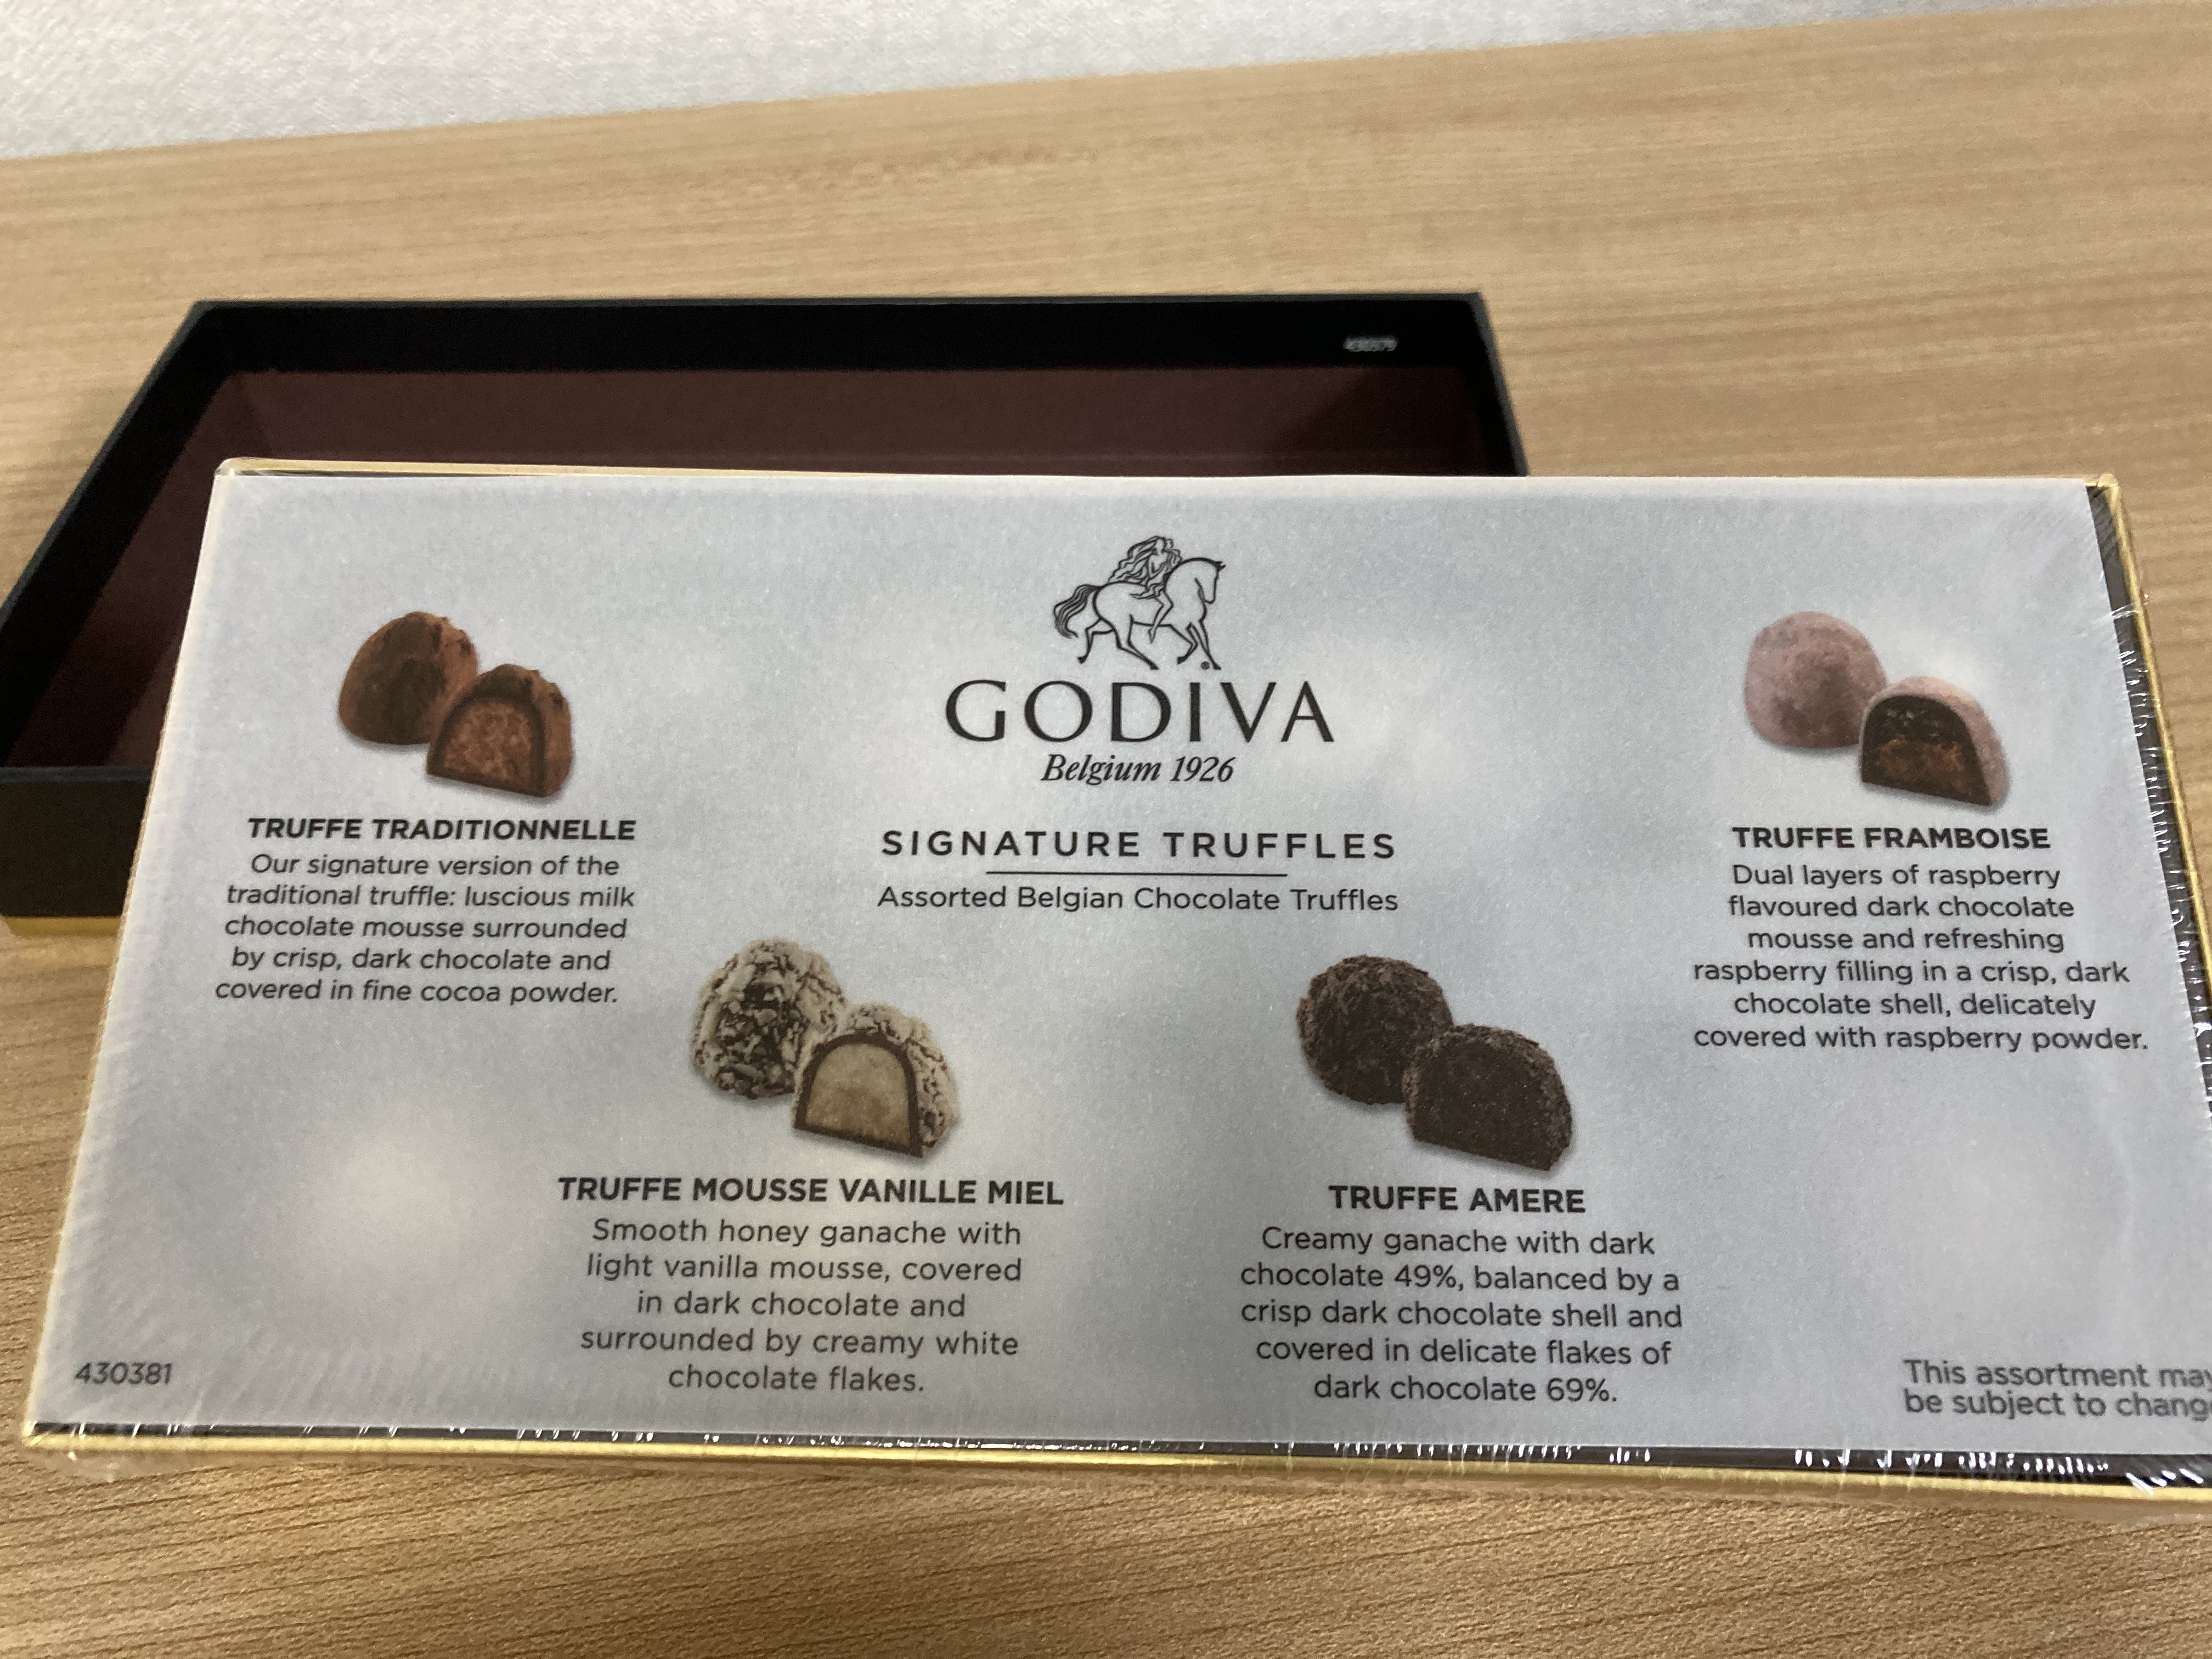 GODIVA
Belgium 1926
SIGNATURE TRUFFLES
Assorted Belgian Chocolate Truffles
TRUFFE TRADITIONNELLE
Our signature version of the
traditional truffle: luscious milk
chocolate mousse surrounded
by crisp, dark chocolate and
covered in fine cocoa powder.
TRUFFE MOUSSE VANILLE MIEL
Smooth honey ganache with
light vanilla mousse, covered
in dark chocolate and
surrounded by creamy white
chocolate flakes.
TRUFFE AMERE
Creamy ganache with dark
chocolate 49%, balanced by a
crisp dark chocolate shell and
covered in delicate flakes of
dark chocolate 69%.
TRUFFE FRAMBOISE
Dual layers of raspberry
flavoured dark chocolate
mousse and refreshing
raspberry filling in a crisp, dark
chocolate shell, delicately
covered with raspberry powder.
430381
This assortment may
be subject to chang